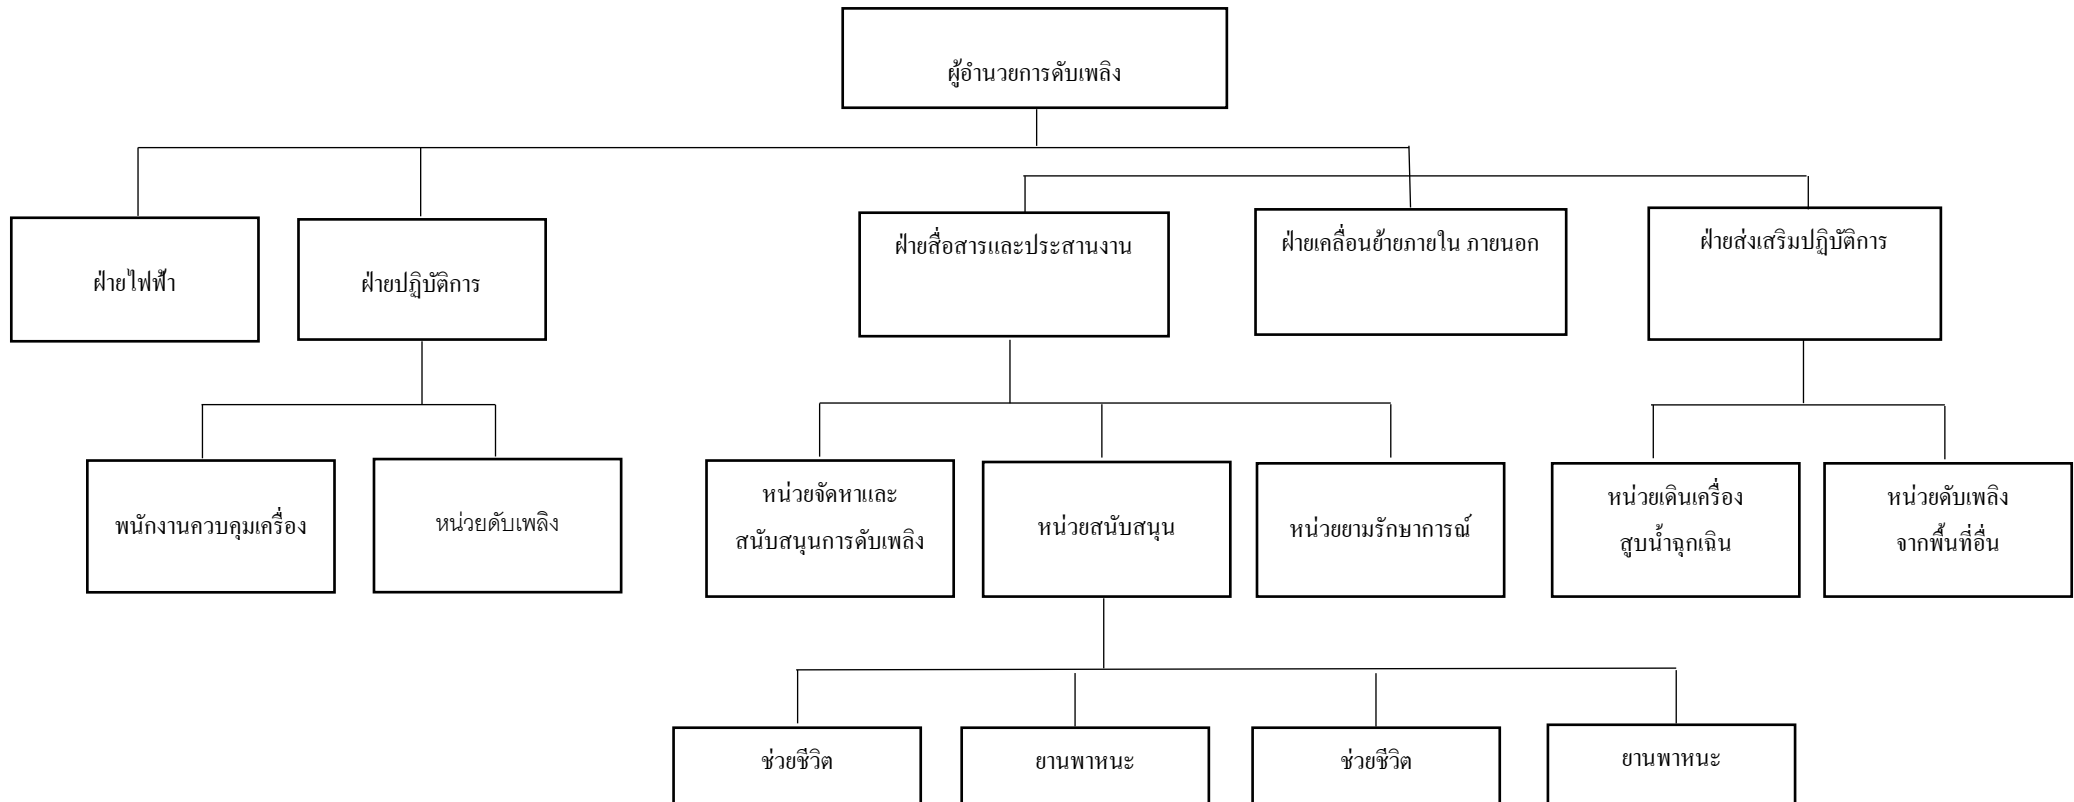 ผู้อำนวยการดับเพลิง
ฝ่ายไฟฟ้า
ฝ่ายปฏิบัติการ
ฝ่ายสื่อสารและประสานงาน
ฝ่ายเคลื่อนย้ายภายใน ภายนอก
ฝ่ายส่งเสริมปฏิบัติการ
พนักงานควบคุมเครื่อง
หน่วยดับเพลิง
หน่วยจัดหาและ
สนับสนุนการดับเพลิง
หน่วยสนับสนุน
หน่วยยามรักษาการณ์
หน่วยเดินเครื่อง
สูบน้ำฉุกเฉิน
หน่วยดับเพลิง
จากพื้นที่อื่น
ช่วยชีวิต
ยานพาหนะ
ช่วยชีวิต
ยานพาหนะ